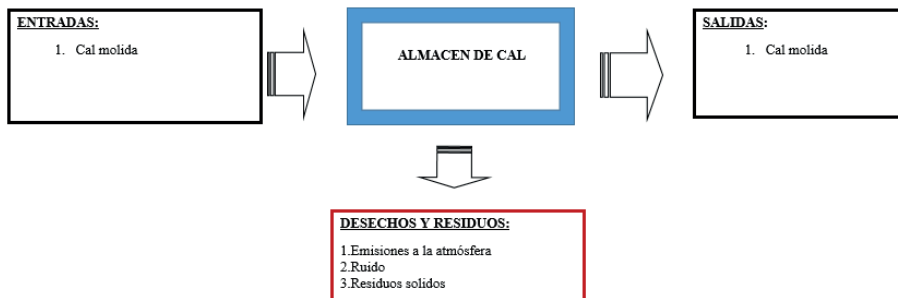 ENTRADAS:
1. Cal molida
ALMACEN DE CAL
SALIDAS:
1. Cal molida
DESECHOS Y RESIDUOS:
1.Emisiones a la atmósfera
2.Ruido
3.Residuos solidos